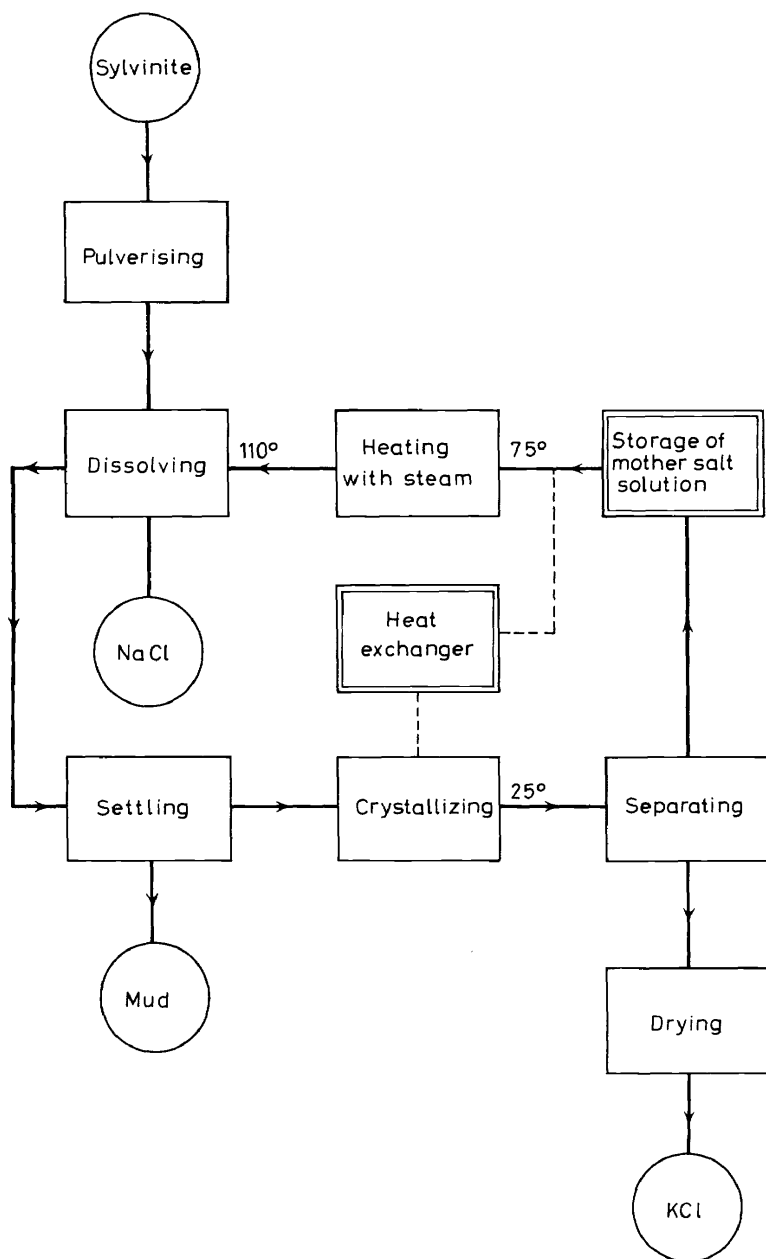 Sylvinite
Pulverising
Dissolving
110°
Heating
with steam
75°
Storage of
mother salt
solution
NaCl
Heat
exchanger
Settling
Crystallizing
25°
Separating
Mud
Drying
KCl